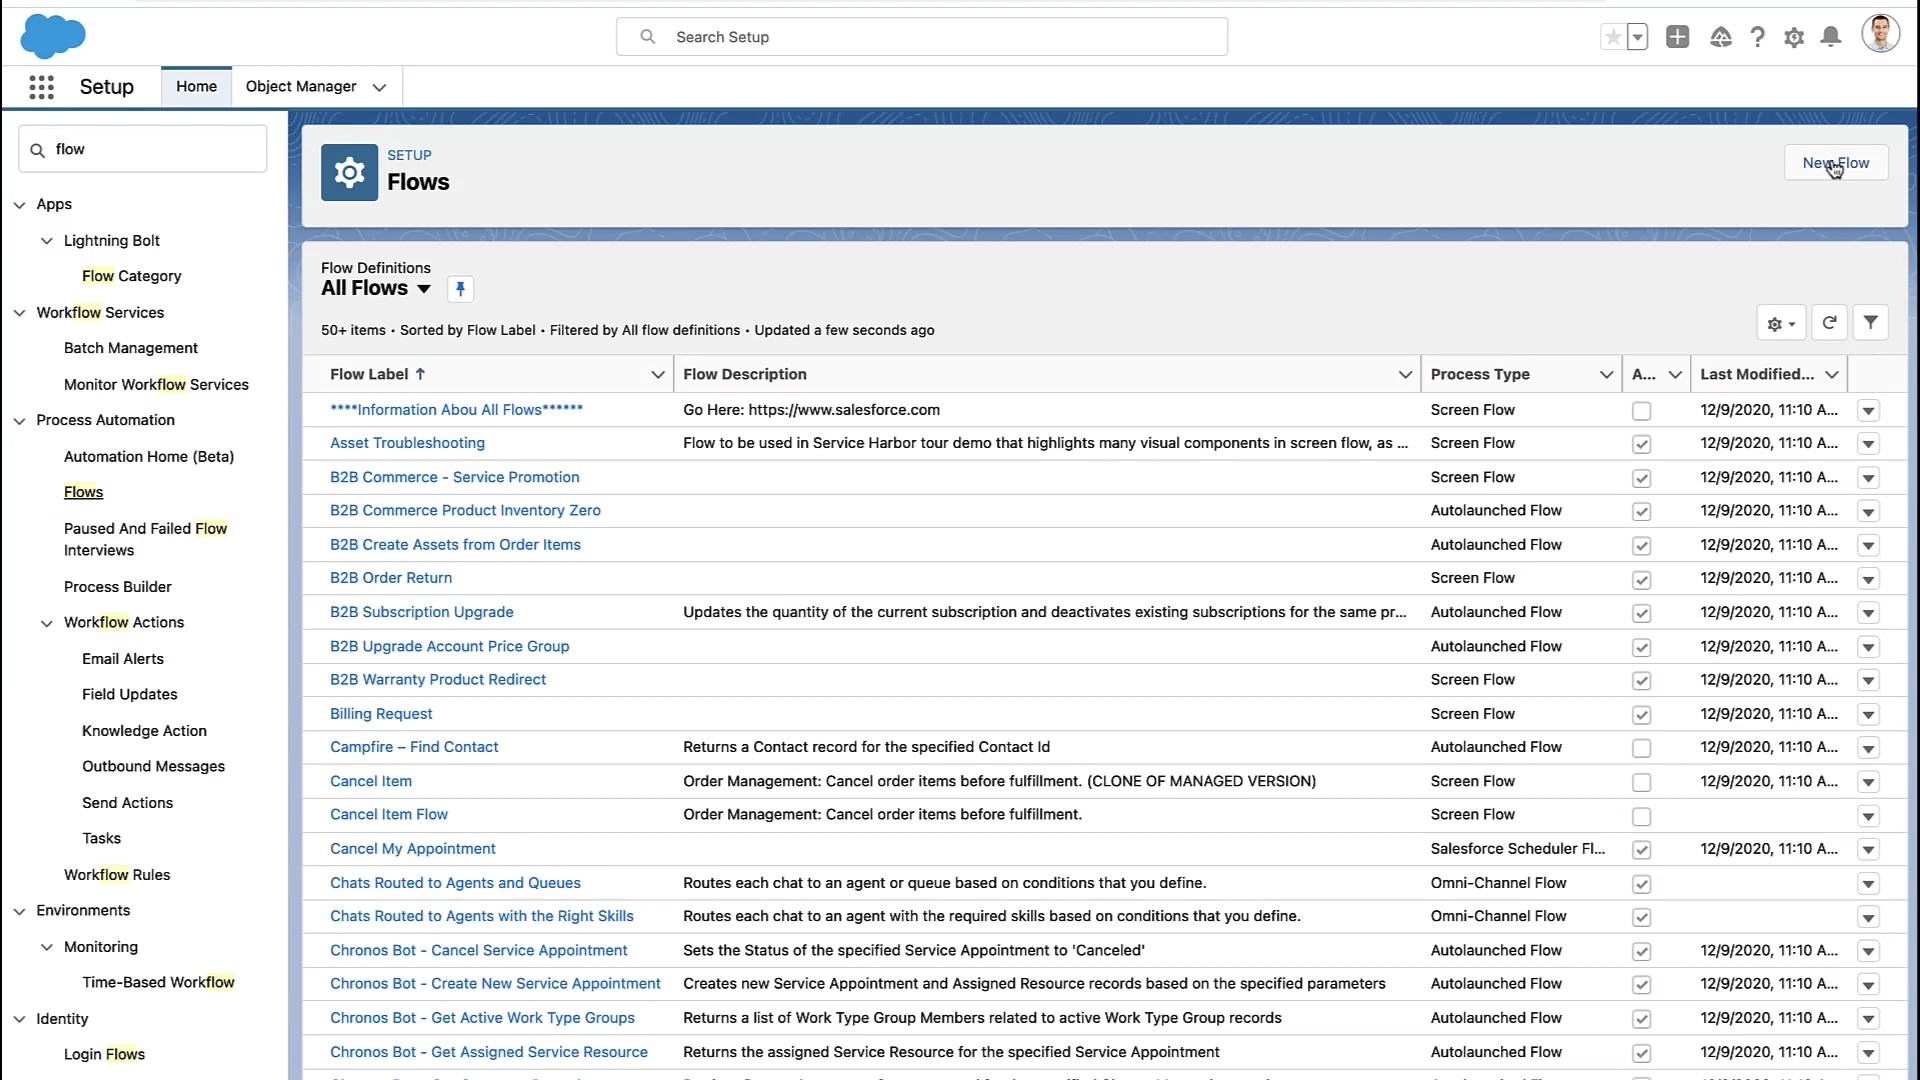 Search Setup
Setup
Home
Object Manager
flow
Apps
Lightning Bolt
Flow Category
Workflow Services
Batch Management
Monitor Workflow Services
Process Automation
Automation Home (Beta)
Flows
Paused And Failed Flow
Interviews
Process Builder
Workflow Actions
Email Alerts
Field Updates
Knowledge Action
Outbound Messages
Send Actions
Tasks
Workflow Rules
Environments
Monitoring
Time-Based Workflow
Identity
Login Flows
SETUP
Flows
New Flow
Flow Definitions
All Flows
50+ items • Sorted by Flow Label • Filtered by All flow definitions • Updated a few seconds ago
Flow Label ↑ Flow Description Process Type A... Last Modified...
****Information Abou All Flows****** Go Here: https://www.salesforce.com Screen Flow 12/9/2020, 11:10 A...
Asset Troubleshooting Flow to be used in Service Harbor tour demo that highlights many visual components in screen flow, as ... Screen Flow 12/9/2020, 11:10 A...
B2B Commerce - Service Promotion Screen Flow 12/9/2020, 11:10 A...
B2B Commerce Product Inventory Zero Autolaunched Flow 12/9/2020, 11:10 A...
B2B Create Assets from Order Items Autolaunched Flow 12/9/2020, 11:10 A...
B2B Order Return Screen Flow 12/9/2020, 11:10 A...
B2B Subscription Upgrade Updates the quantity of the current subscription and deactivates existing subscriptions for the same pr... Autolaunched Flow 12/9/2020, 11:10 A...
B2B Upgrade Account Price Group Autolaunched Flow 12/9/2020, 11:10 A...
B2B Warranty Product Redirect Screen Flow 12/9/2020, 11:10 A...
Billing Request Screen Flow 12/9/2020, 11:10 A...
Campfire – Find Contact Returns a Contact record for the specified Contact Id Autolaunched Flow 12/9/2020, 11:10 A...
Cancel Item Order Management: Cancel order items before fulfillment. (CLONE OF MANAGED VERSION) Screen Flow 12/9/2020, 11:10 A...
Cancel Item Flow Order Management: Cancel order items before fulfillment. Screen Flow
Cancel My Appointment Salesforce Scheduler Fl... 12/9/2020, 11:10 A...
Chats Routed to Agents and Queues Routes each chat to an agent or queue based on conditions that you define. Omni-Channel Flow
Chats Routed to Agents with the Right Skills Routes each chat to an agent with the required skills based on conditions that you define. Omni-Channel Flow
Chronos Bot - Cancel Service Appointment Sets the Status of the specified Service Appointment to 'Canceled' Autolaunched Flow 12/9/2020, 11:10 A...
Chronos Bot - Create New Service Appointment Creates new Service Appointment and Assigned Resource records based on the specified parameters Autolaunched Flow 12/9/2020, 11:10 A...
Chronos Bot - Get Active Work Type Groups Returns a list of Work Type Group Members related to active Work Type Group records Autolaunched Flow 12/9/2020, 11:10 A...
Chronos Bot - Get Assigned Service Resource Returns the assigned Service Resource for the specified Service Appointment Autolaunched Flow 12/9/2020, 11:10 A...